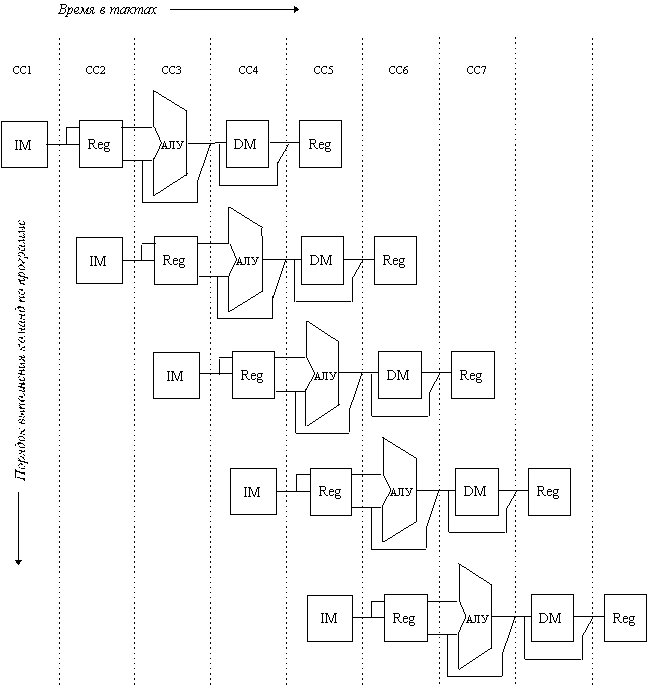 Время в тактах
CC1 CC2 CC3 CC4 CC5 CC6 CC7
IM Reg АЛУ DM Reg
IM Reg АЛУ DM Reg
IM Reg АЛУ DM Reg
IM Reg АЛУ DM Reg
IM Reg АЛУ DM Reg
Порядок выполнения команд по программе